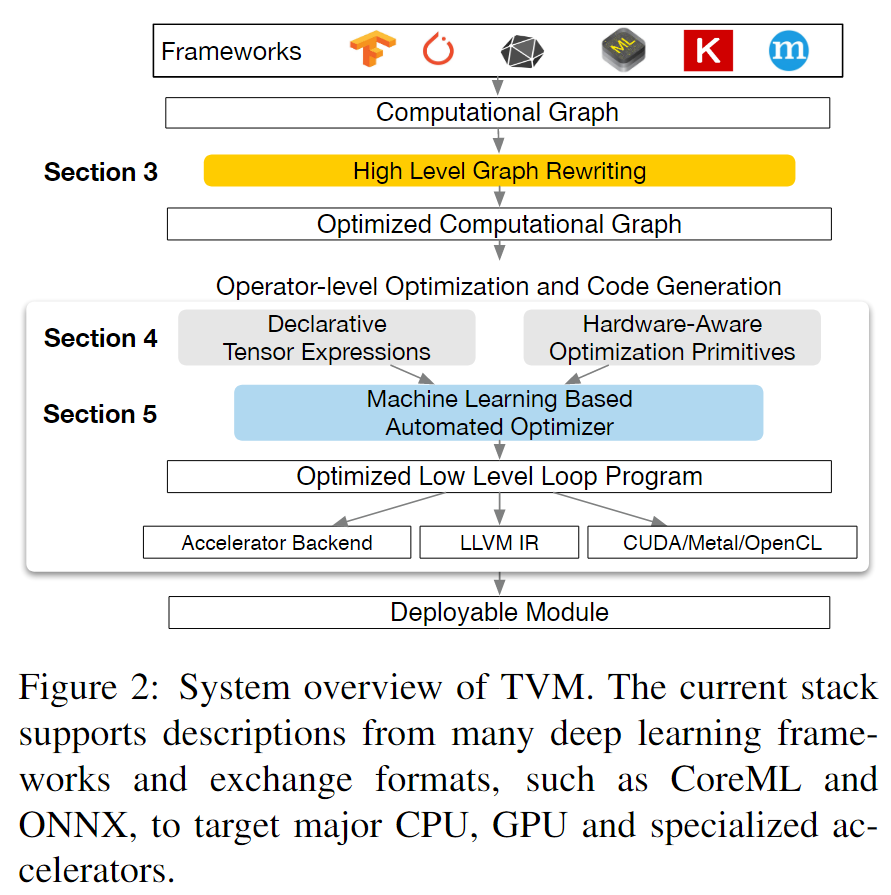 Frameworks ML K m
Computational Graph
Section 3 High Level Graph Rewriting
Optimized Computational Graph
Operator-level Optimization and Code Generation
Section 4
Declarative
Tensor Expressions
Hardware-Aware
Optimization Primitives
Section 5
Machine Learning Based
Automated Optimizer
Optimized Low Level Loop Program
Accelerator Backend LLVM IR CUDA/Metal/OpenCL
Deployable Module
Figure 2: System overview of TVM. The current stack
supports descriptions from many deep learning frame-
works and exchange formats, such as CoreML and
ONNX, to target major CPU, GPU and specialized ac-
celerators.